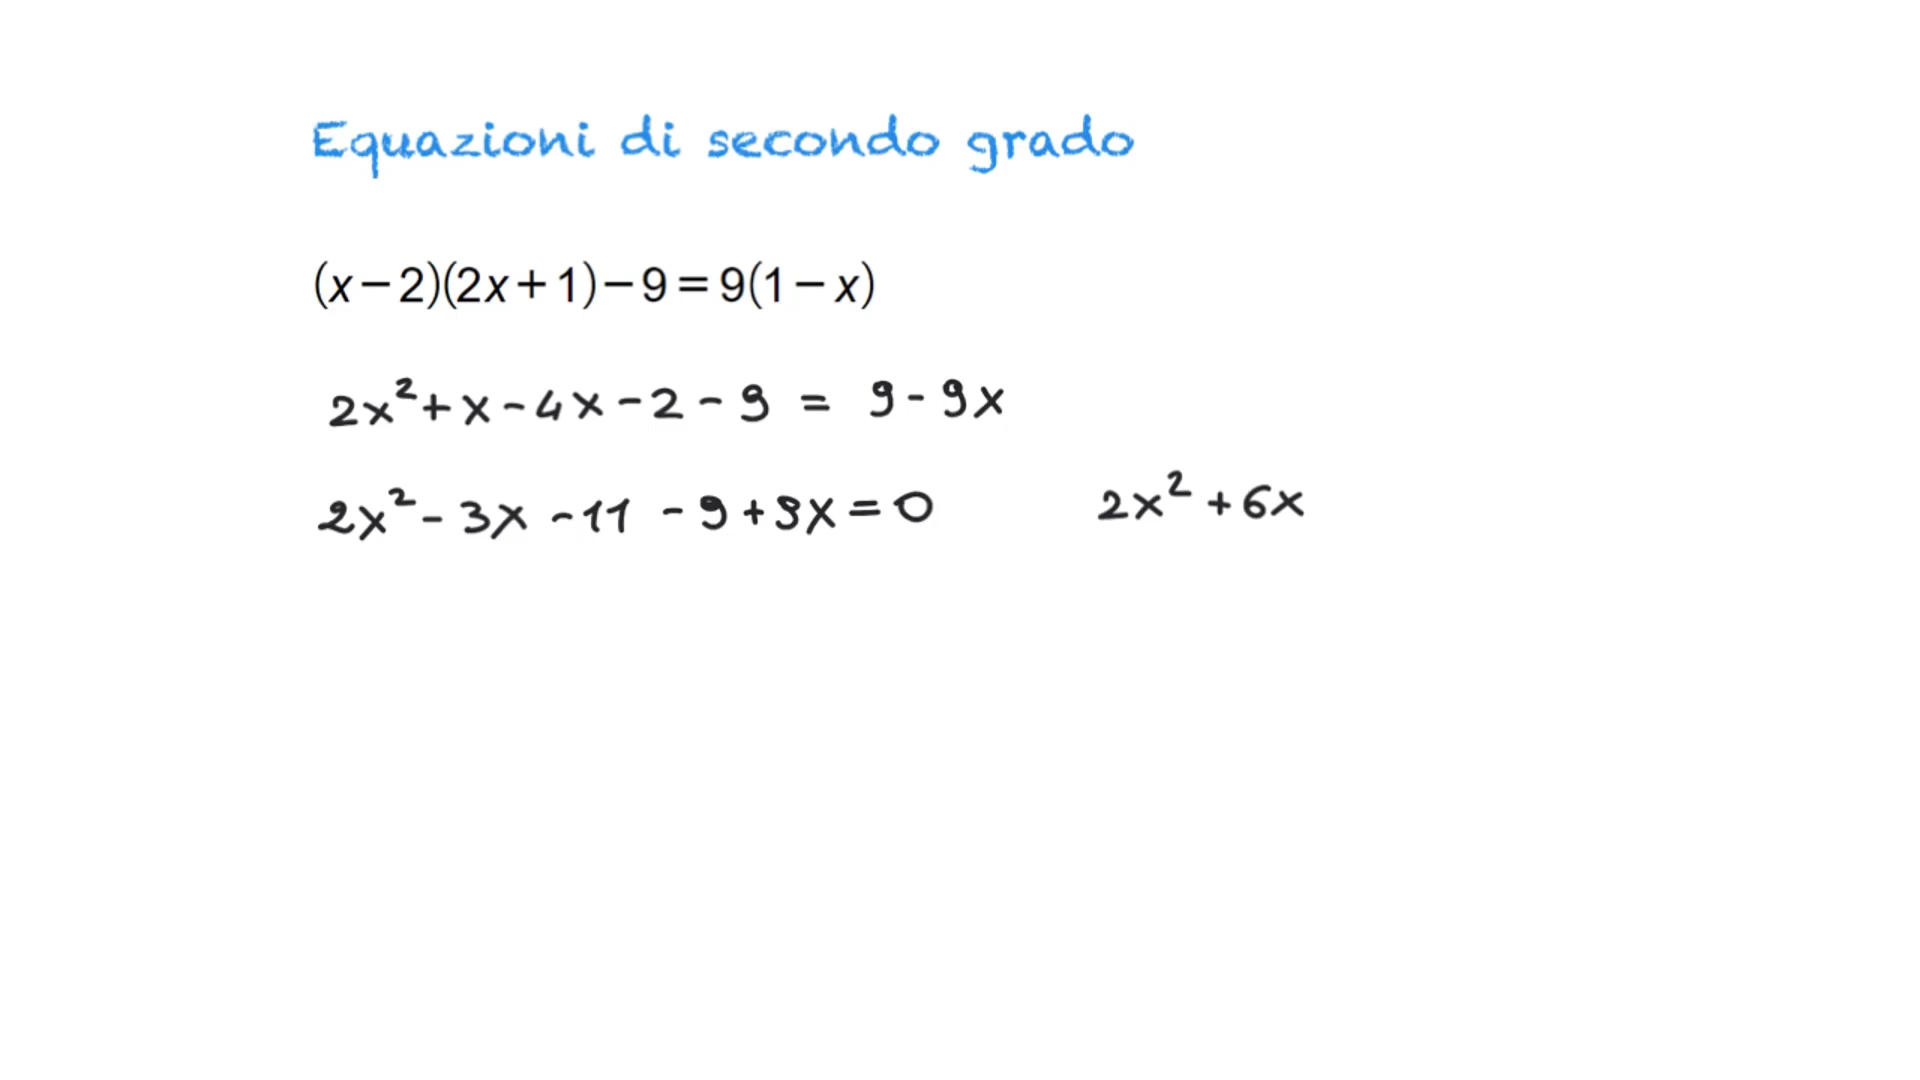 Equazioni di secondo grado
(x−2)(2x+1)−9=9(1−x)
2x²+x-4x-2-9 = 9-9x
2x²-3x-11-9+9x=0 2x²+6x